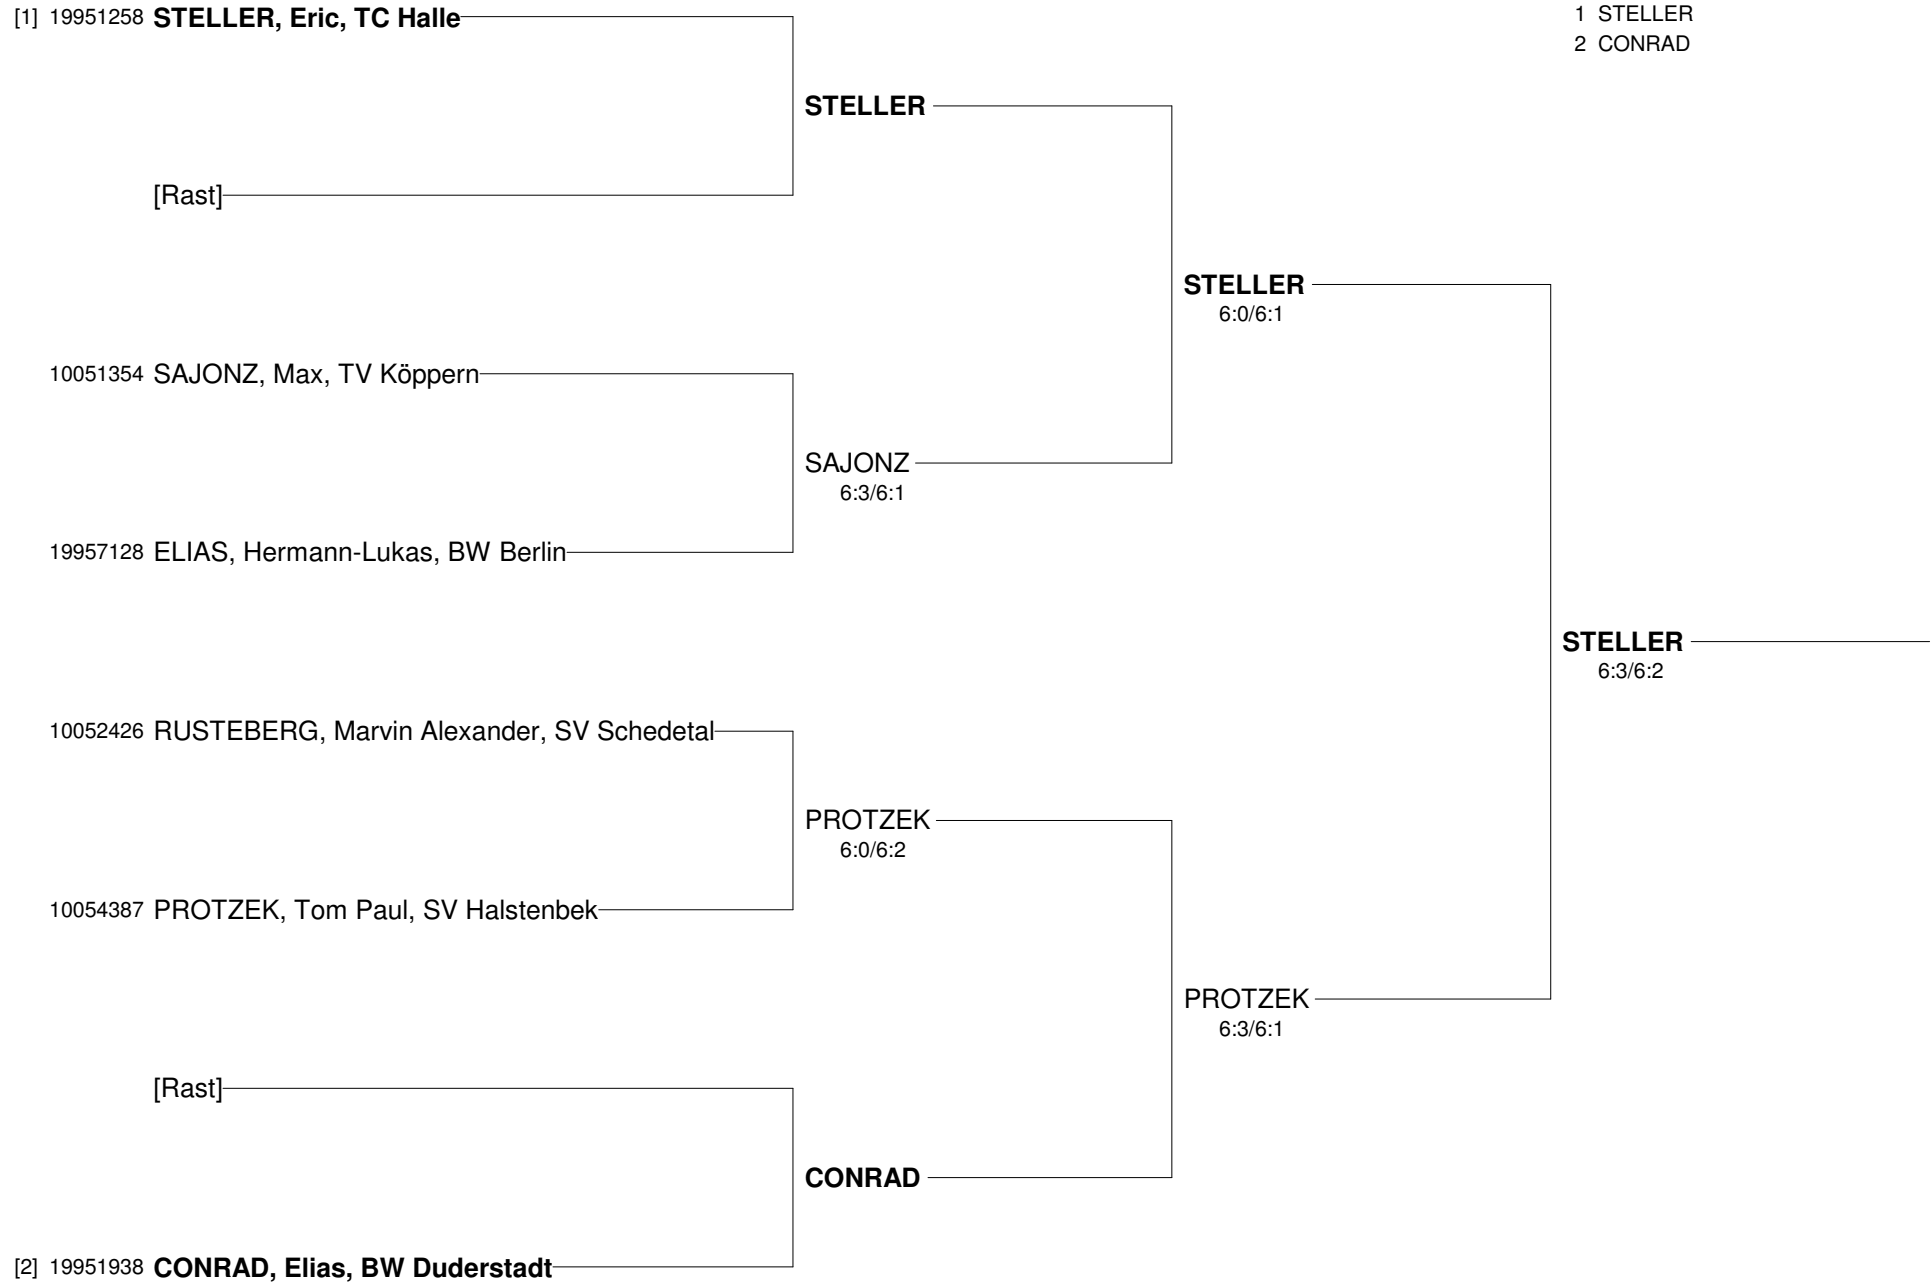 [1] 19951258 STELLER, Eric, TC Halle
1 STELLER
2 CONRAD
STELLER
[Rast]
STELLER
6:0/6:1
10051354 SAJONZ, Max, TV Köppern
SAJONZ
6:3/6:1
19957128 ELIAS, Hermann-Lukas, BW Berlin
STELLER
6:3/6:2
10052426 RUSTEBERG, Marvin Alexander, SV Schedetal
PROTZEK
6:0/6:2
10054387 PROTZEK, Tom Paul, SV Halstenbek
PROTZEK
6:3/6:1
[Rast]
CONRAD
[2] 19951938 CONRAD, Elias, BW Duderstadt